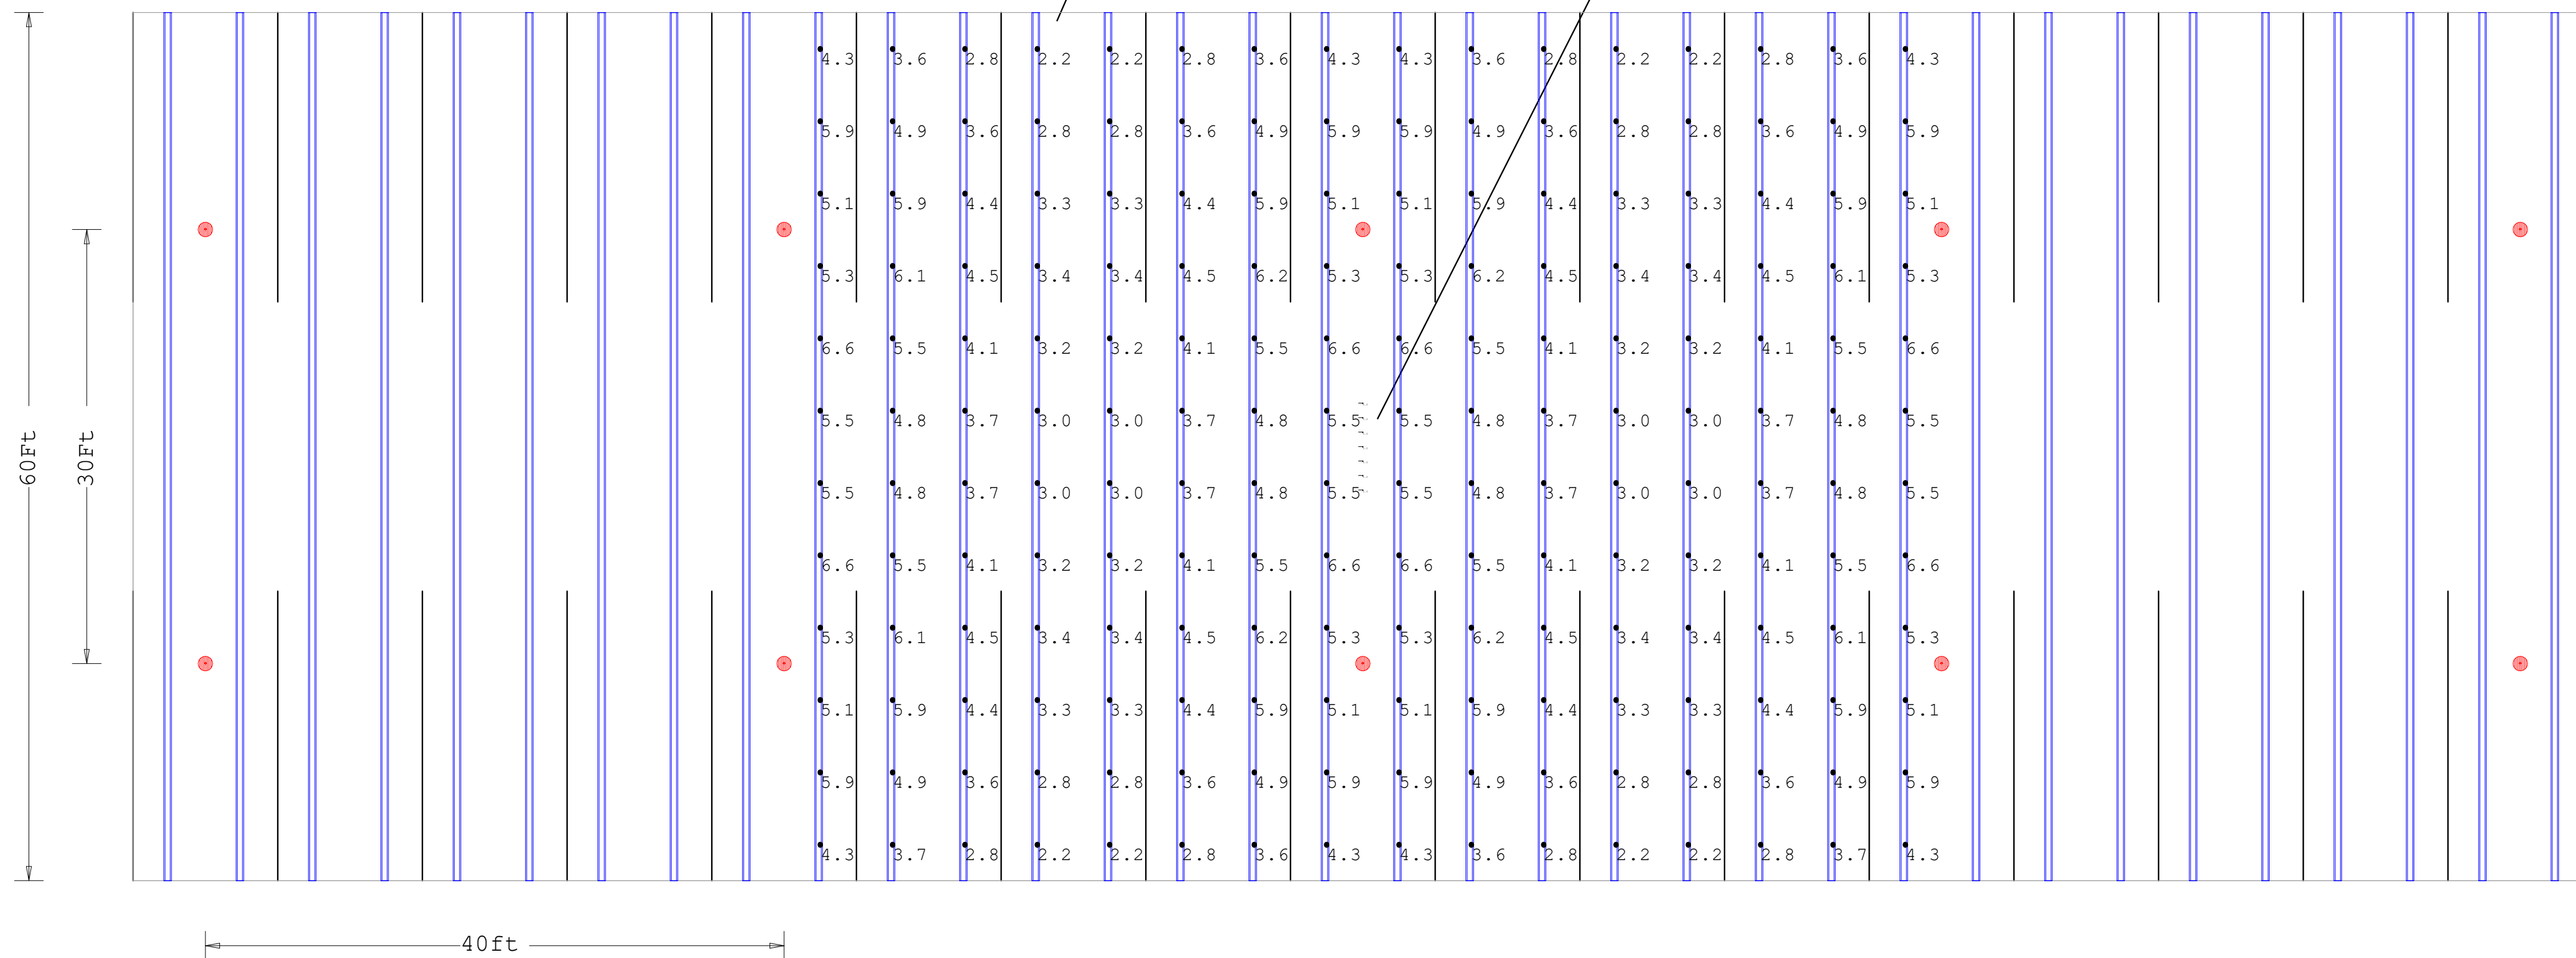 4.3 3.6 2.8 2.2 2.2 2.8 3.6 4.3 4.3 3.6 2.8 2.2 2.2 2.8 3.6 4.3
5.9 4.9 3.6 2.8 2.8 3.6 4.9 5.9 5.9 4.9 3.6 2.8 2.8 3.6 4.9 5.9
5.1 5.9 4.4 3.3 3.3 4.4 5.9 5.1 5.1 5.9 4.4 3.3 3.3 4.4 5.9 5.1
5.3 6.1 4.5 3.4 3.4 4.5 6.2 5.3 5.3 6.2 4.5 3.4 3.4 4.5 6.1 5.3
6.6 5.5 4.1 3.2 3.2 4.1 5.5 6.6 6.6 5.5 4.1 3.2 3.2 4.1 5.5 6.6
5.5 4.8 3.7 3.0 3.0 3.7 4.8 5.5 5.5 4.8 3.7 3.0 3.0 3.7 4.8 5.5
60Ft
30Ft
5.5 4.8 3.7 3.0 3.0 3.7 4.8 5.5 5.5 4.8 3.7 3.0 3.0 3.7 4.8 5.5
6.6 5.5 4.1 3.2 3.2 4.1 5.5 6.6 6.6 5.5 4.1 3.2 3.2 4.1 5.5 6.6
5.3 6.1 4.5 3.4 3.4 4.5 6.2 5.3 5.3 6.2 4.5 3.4 3.4 4.5 6.1 5.3
5.1 5.9 4.4 3.3 3.3 4.4 5.9 5.1 5.1 5.9 4.4 3.3 3.3 4.4 5.9 5.1
5.9 4.9 3.6 2.8 2.8 3.6 4.9 5.9 5.9 4.9 3.6 2.8 2.8 3.6 4.9 5.9
4.3 3.7 2.8 2.2 2.2 2.8 3.6 4.3 4.3 3.6 2.8 2.2 2.2 2.8 3.7 4.3
40ft